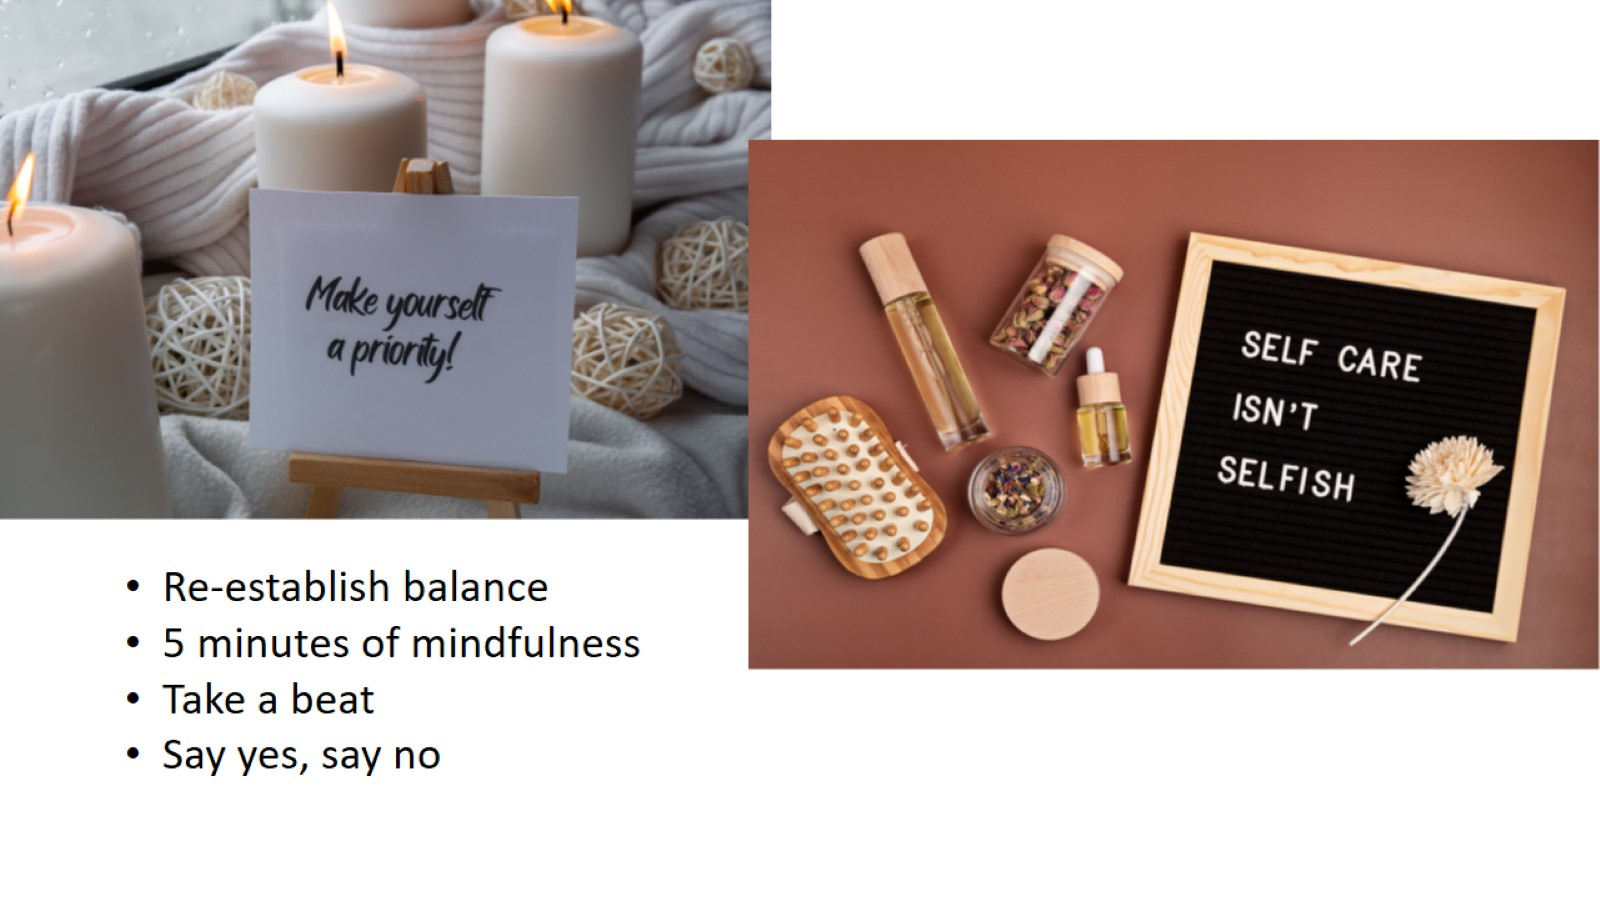 Make yourself
a priority!
SELF CARE
ISN'T
SELFISH
• Re-establish balance
• 5 minutes of mindfulness
• Take a beat
• Say yes, say no